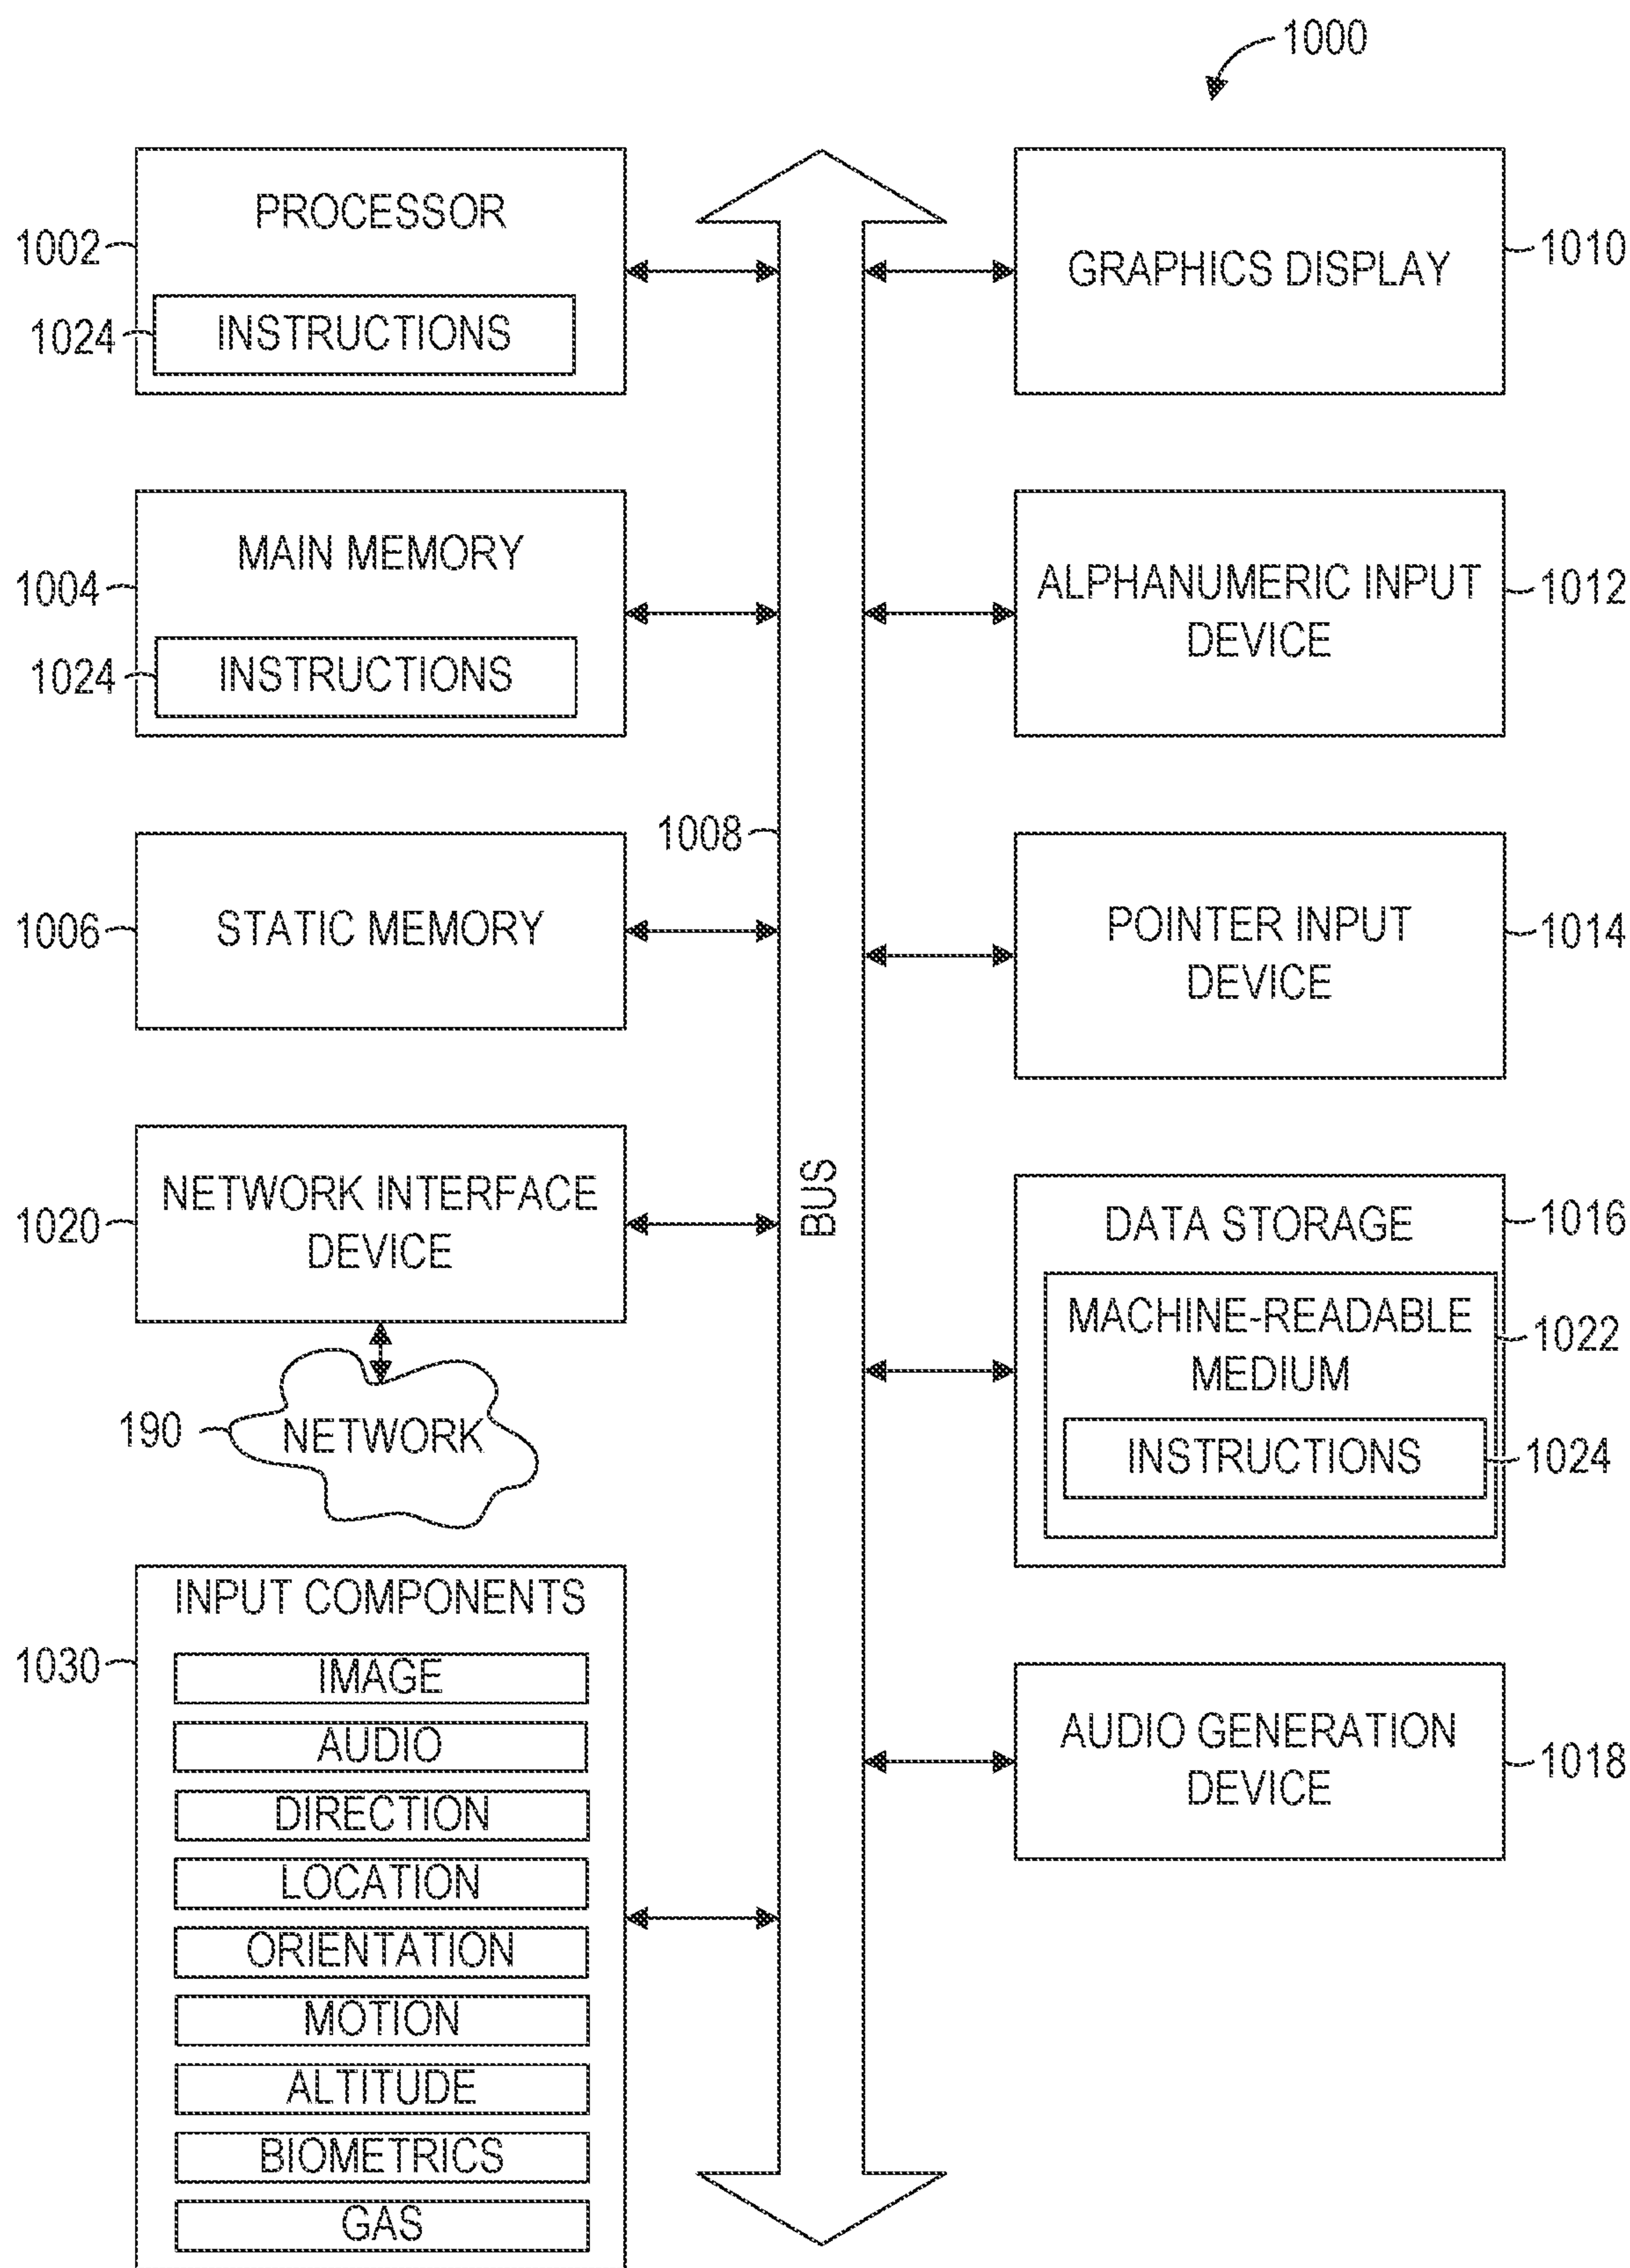 1000
PROCESSOR
1002
1024
INSTRUCTIONS
MAIN MEMORY
1004
1024
INSTRUCTIONS
1006
STATIC MEMORY
1020
NETWORK INTERFACE
DEVICE
190
NETWORK
INPUT COMPONENTS
1030
IMAGE
AUDIO
DIRECTION
LOCATION
ORIENTATION
MOTION
ALTITUDE
BIOMETRICS
GAS
1008
BUS
GRAPHICS DISPLAY
1010
ALPHANUMERIC INPUT
DEVICE
1012
POINTER INPUT
DEVICE
1014
DATA STORAGE
1016
MACHINE-READABLE
MEDIUM
1022
INSTRUCTIONS
1024
AUDIO GENERATION
DEVICE
1018